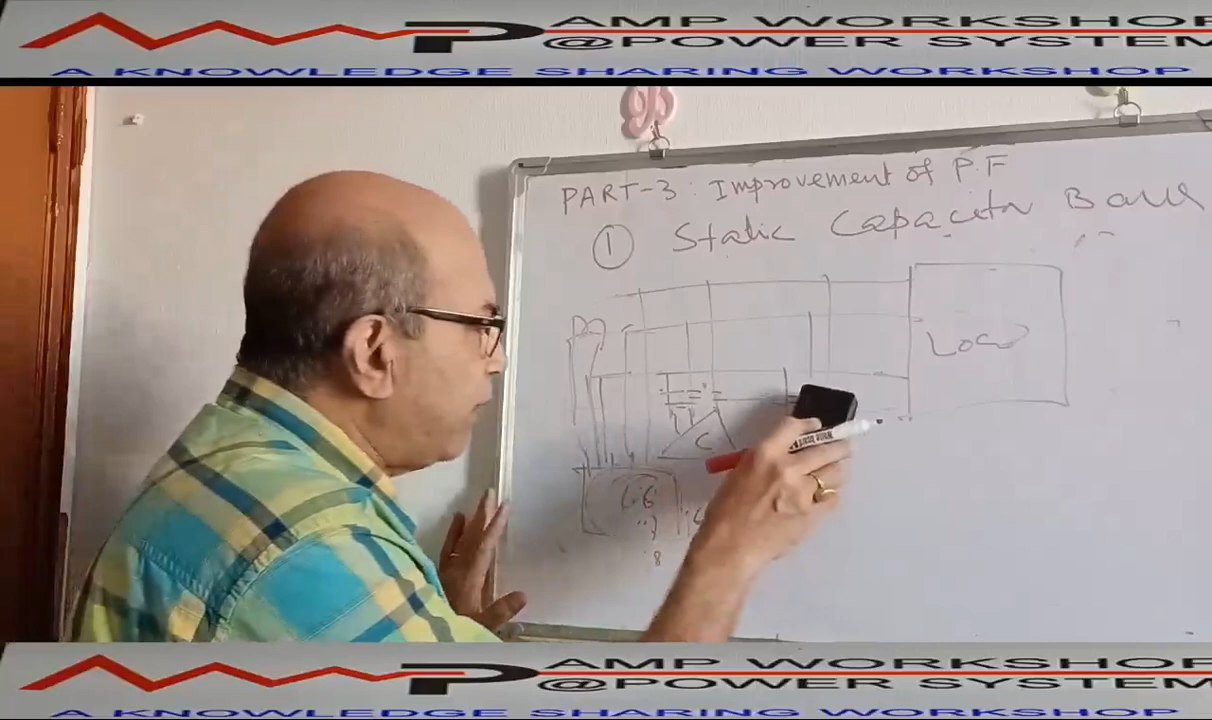 AMP WORKSHOP
@POWER SYSTEM
A KNOWLEDGE SHARING WORKSHOP
PART-3: Improvement of P.F
① Static Capacitor Bank
Load
C
AMP WORKSHOP
@POWER SYSTEM
A KNOWLEDGE SHARING WORKSHOP